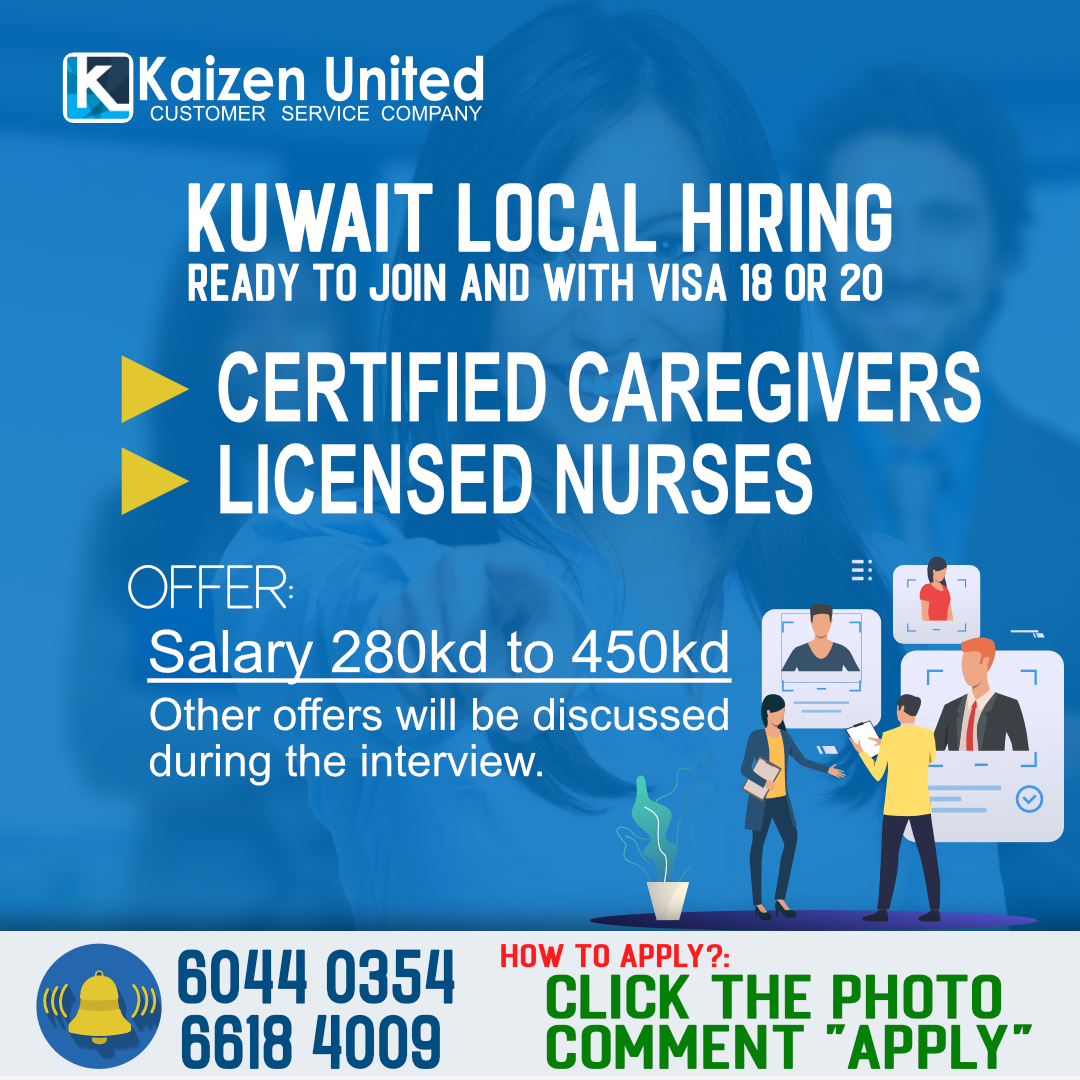 Kaizen United
CUSTOMER SERVICE COMPANY
KUWAIT LOCAL HIRING
READY TO JOIN AND WITH VISA 18 OR 20
CERTIFIED CAREGIVERS
LICENSED NURSES
OFFER:
Salary 280kd to 450kd
Other offers will be discussed
during the interview.
6044 0354
6618 4009
HOW TO APPLY?:
CLICK THE PHOTO
COMMENT "APPLY"